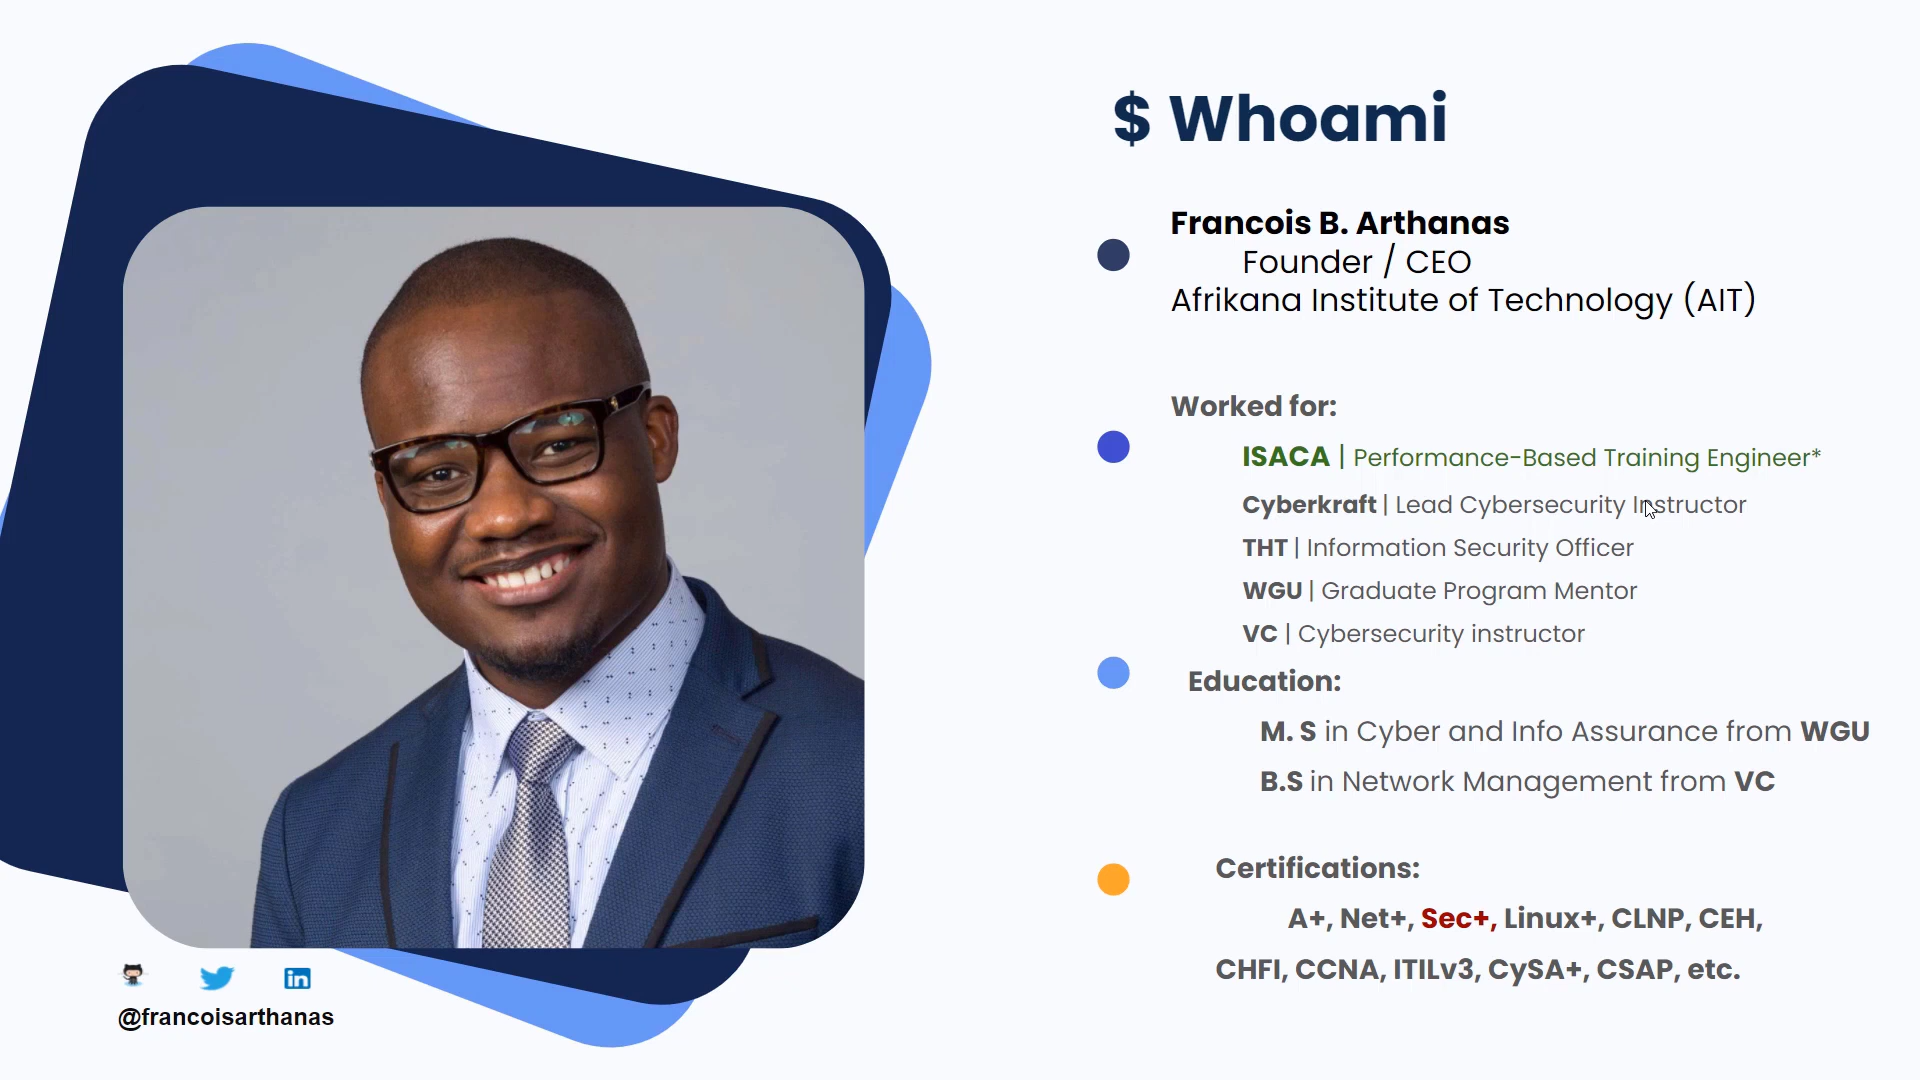 $ Whoami
Francois B. Arthanas
Founder / CEO
Afrikana Institute of Technology (AIT)
Worked for:
ISACA | Performance-Based Training Engineer*
Cyberkraft | Lead Cybersecurity Instructor
THT | Information Security Officer
WGU | Graduate Program Mentor
VC | Cybersecurity instructor
Education:
M. S in Cyber and Info Assurance from WGU
B.S in Network Management from VC
Certifications:
A+, Net+, Sec+, Linux+, CLNP, CEH,
CHFI, CCNA, ITILv3, CySA+, CSAP, etc.
in
@francoisarthanas